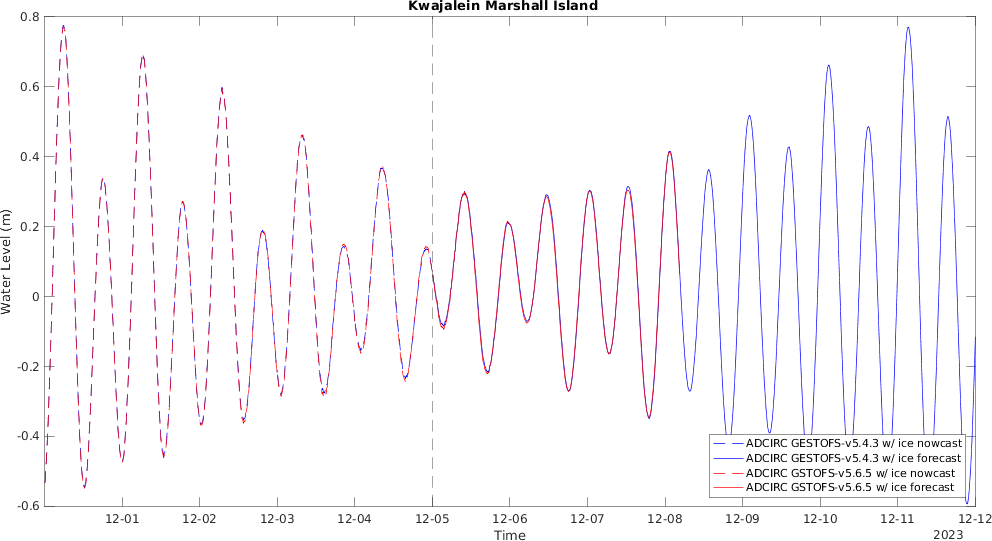 Kwajalein Marshall Island
Water Level (m)
0.8
0.6
0.4
0.2
0
-0.2
-0.4
-0.6
ADCIRC GESTOFS-v5.4.3 w/ ice nowcast
ADCIRC GESTOFS-v5.4.3 w/ ice forecast
ADCIRC GSTOFS-v5.6.5 w/ ice nowcast
ADCIRC GSTOFS-v5.6.5 w/ ice forecast
12-01 12-02 12-03 12-04 12-05 12-06 12-07 12-08 12-09 12-10 12-11 12-12
Time
2023